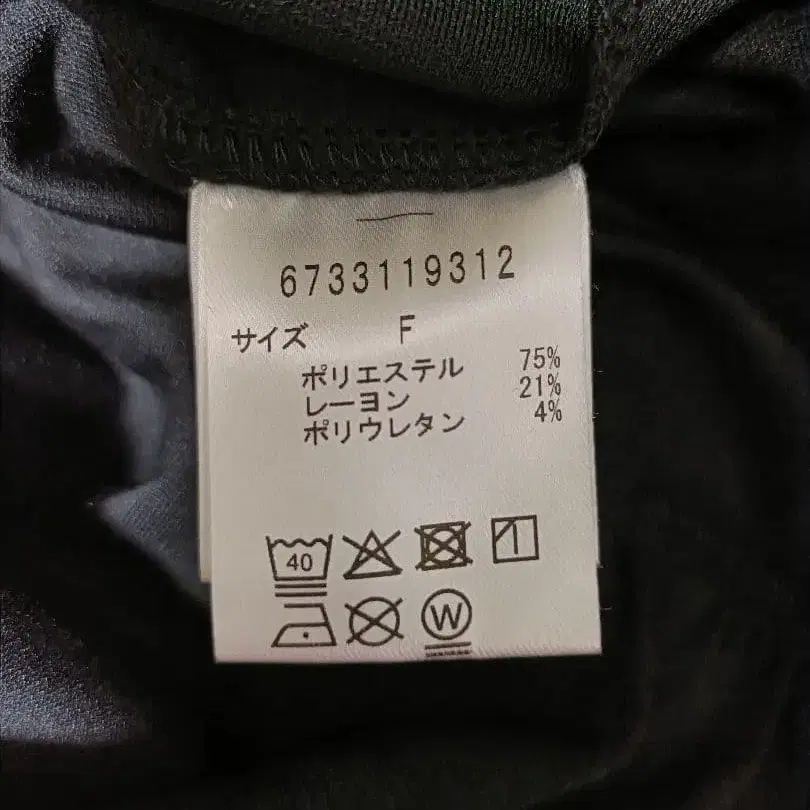 6733119312
サイズ F
ポリエステル 75%
レーヨン 21%
ポリウレタン 4%
40
W